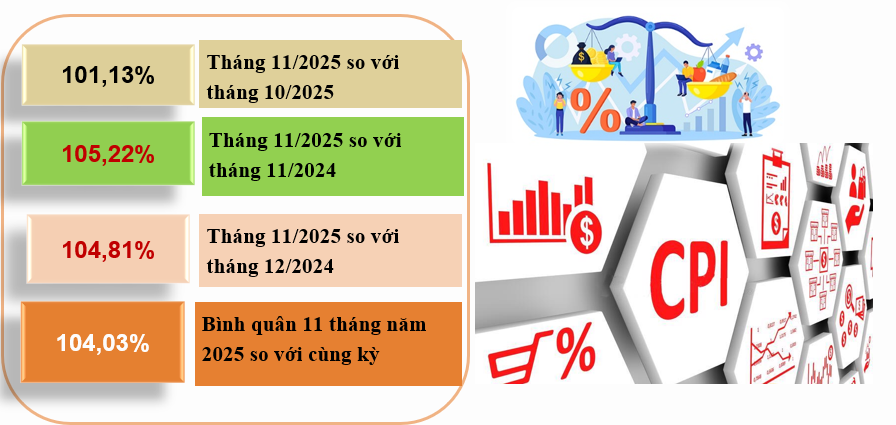 101,13%
Tháng 11/2025 so với
tháng 10/2025
105,22%
Tháng 11/2025 so với
tháng 11/2024
104,81%
Tháng 11/2025 so với
tháng 12/2024
104,03%
Bình quân 11 tháng năm
2025 so với cùng kỳ
%
$
CPI
%